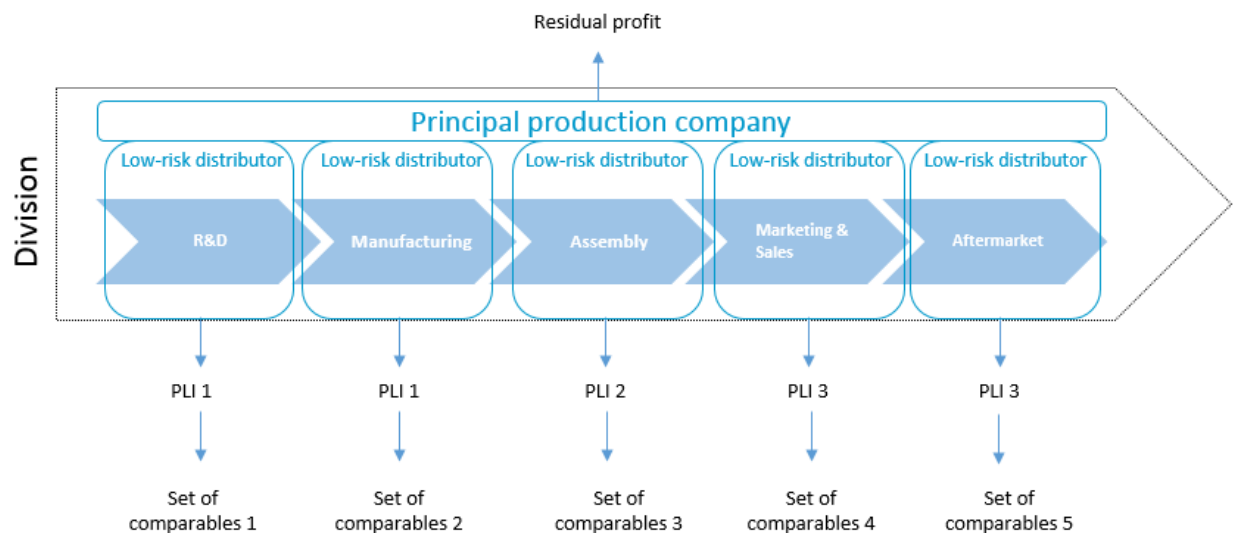 Residual profit
Principal production company
Division
Low-risk distributor
Low-risk distributor
Low-risk distributor
Low-risk distributor
Low-risk distributor
R&D
Manufacturing
Assembly
Marketing &
Sales
Aftermarket
PLI 1
PLI 1
PLI 2
PLI 3
PLI 3
Set of
comparables 1
Set of
comparables 2
Set of
comparables 3
Set of
comparables 4
Set of
comparables 5